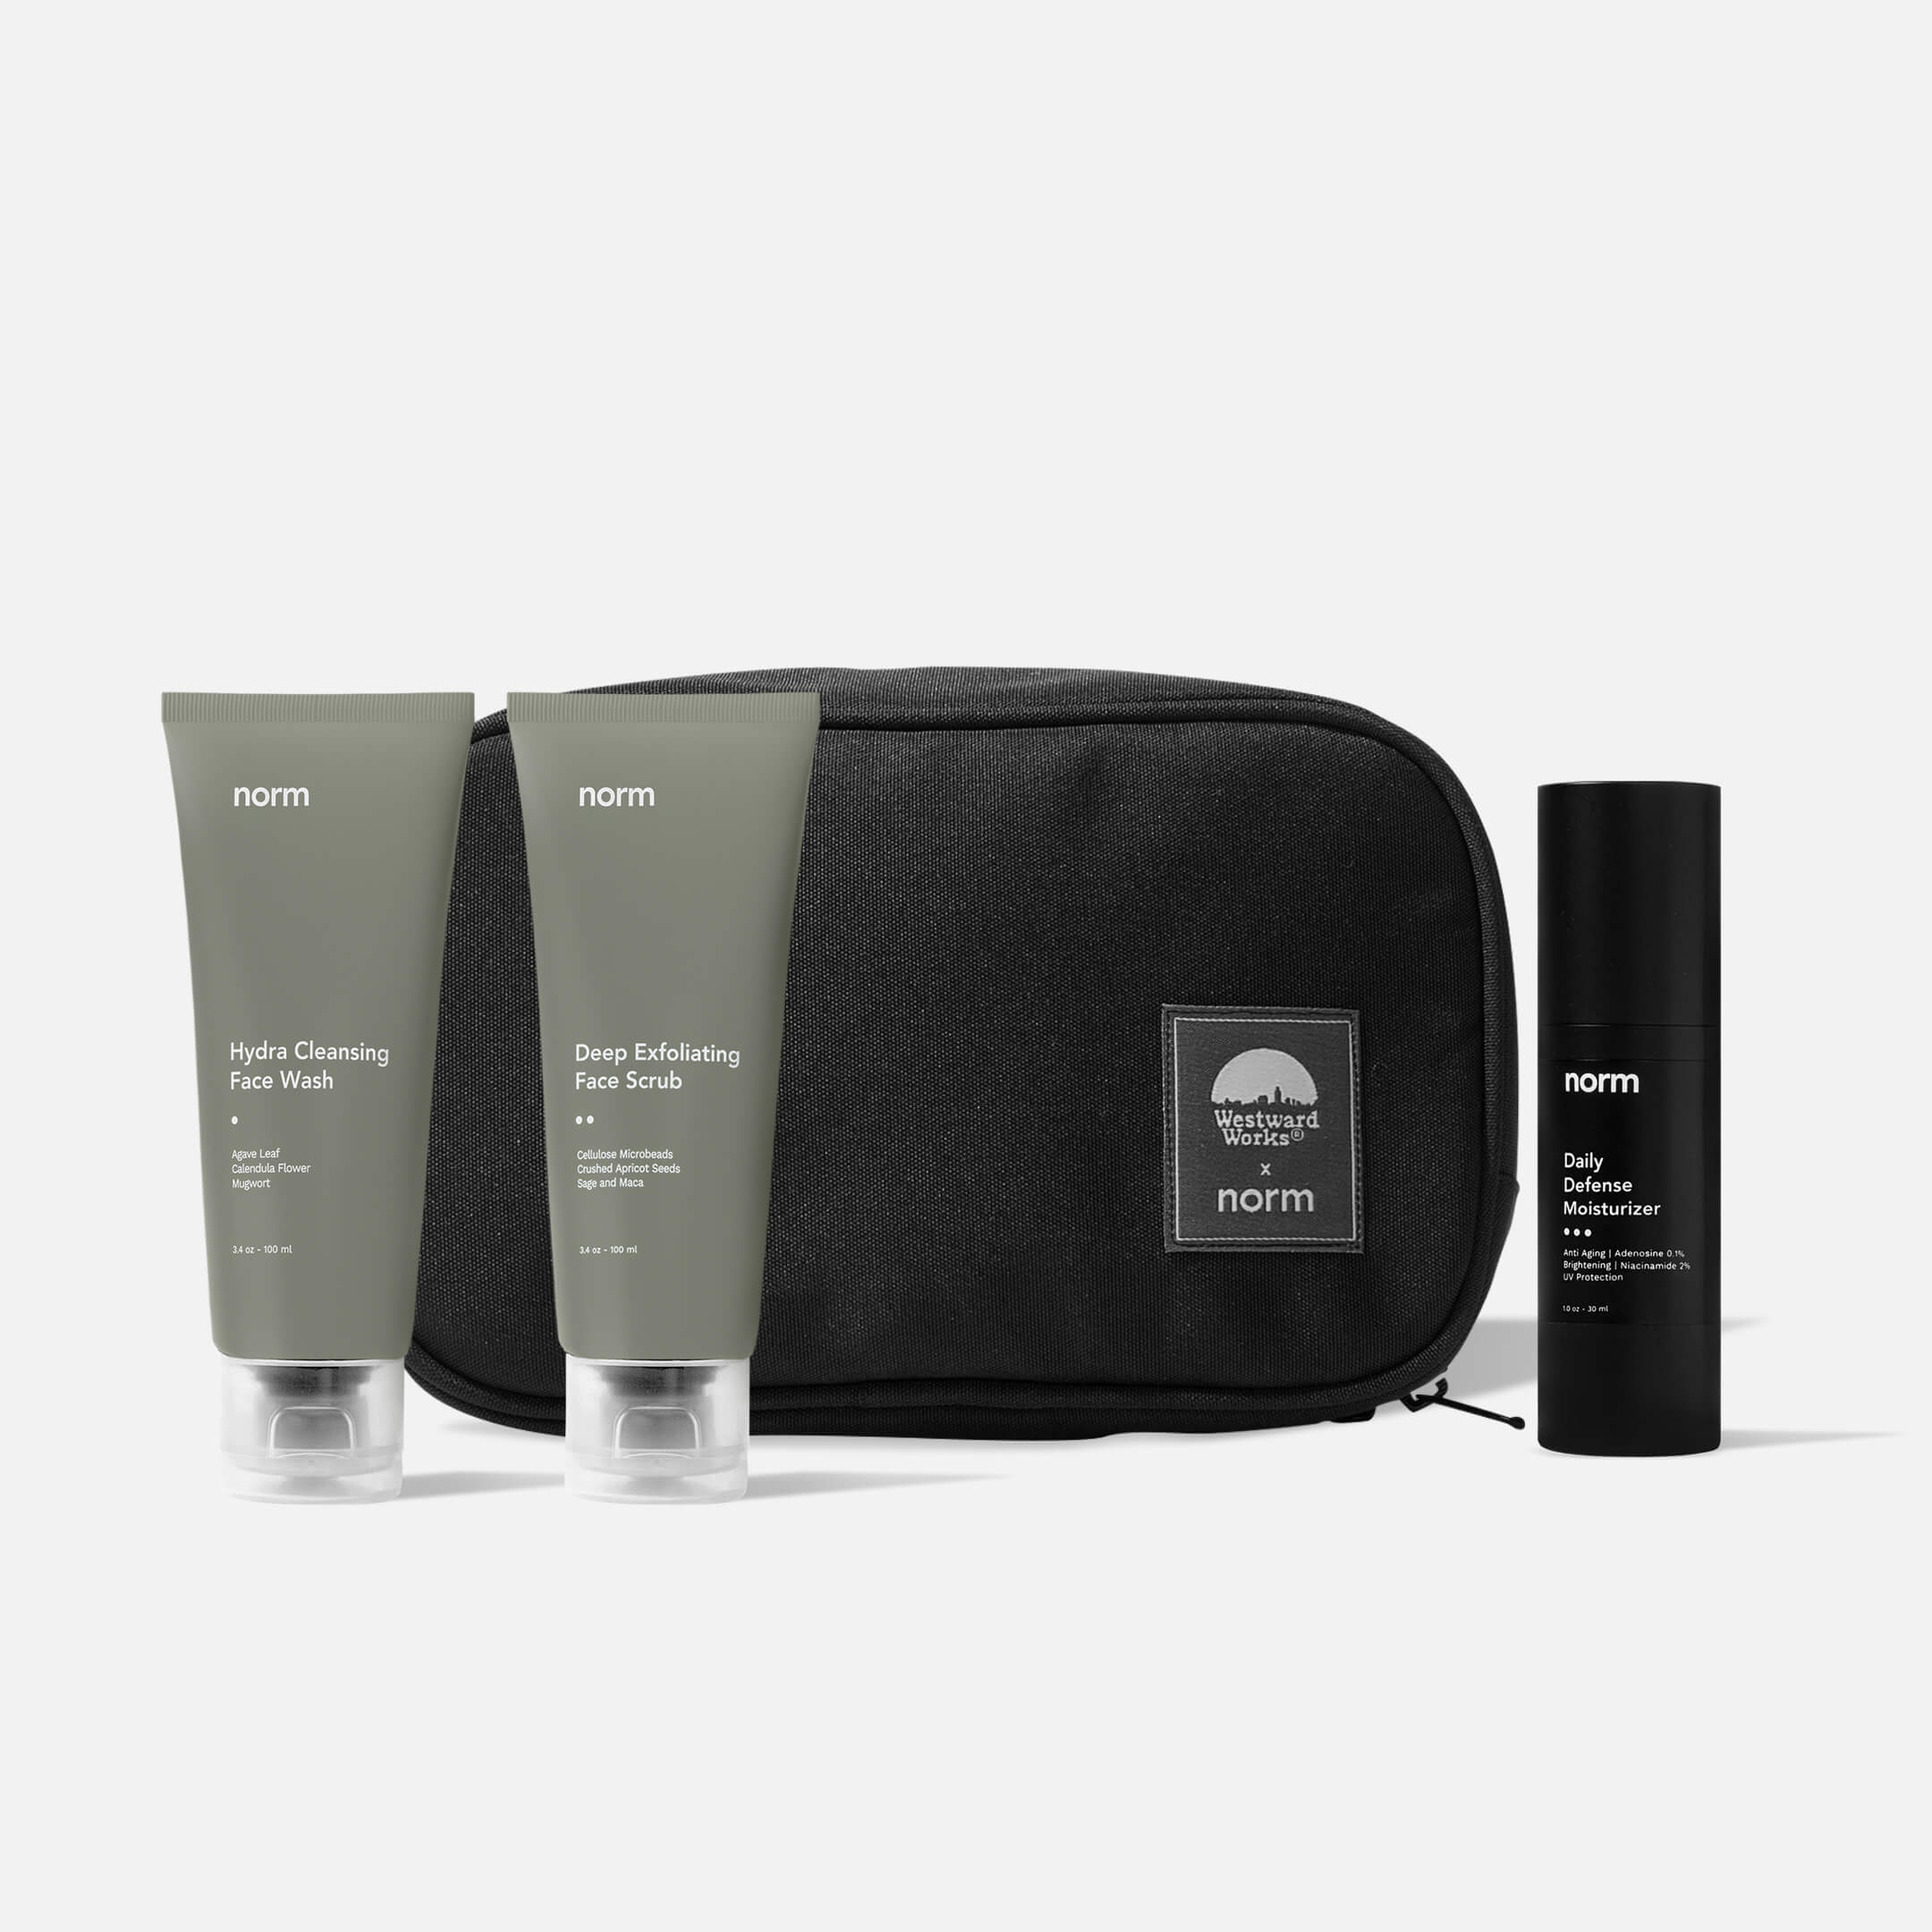 norm
Hydra Cleansing
Face Wash
Agave Leaf
Calendula Flower
Mugwort
3.4 oz - 100 ml
norm
Deep Exfoliating
Face Scrub
Cellulose Microbeads
Crushed Apricot Seeds
Sage and Maca
3.4 oz - 100 ml
Westward
Works®
x
norm
norm
Daily
Defense
Moisturizer
Anti Aging | Adenosine 0.1%
Brightening | Niacinamide 2%
UV Protection
1.0 oz - 30 ml